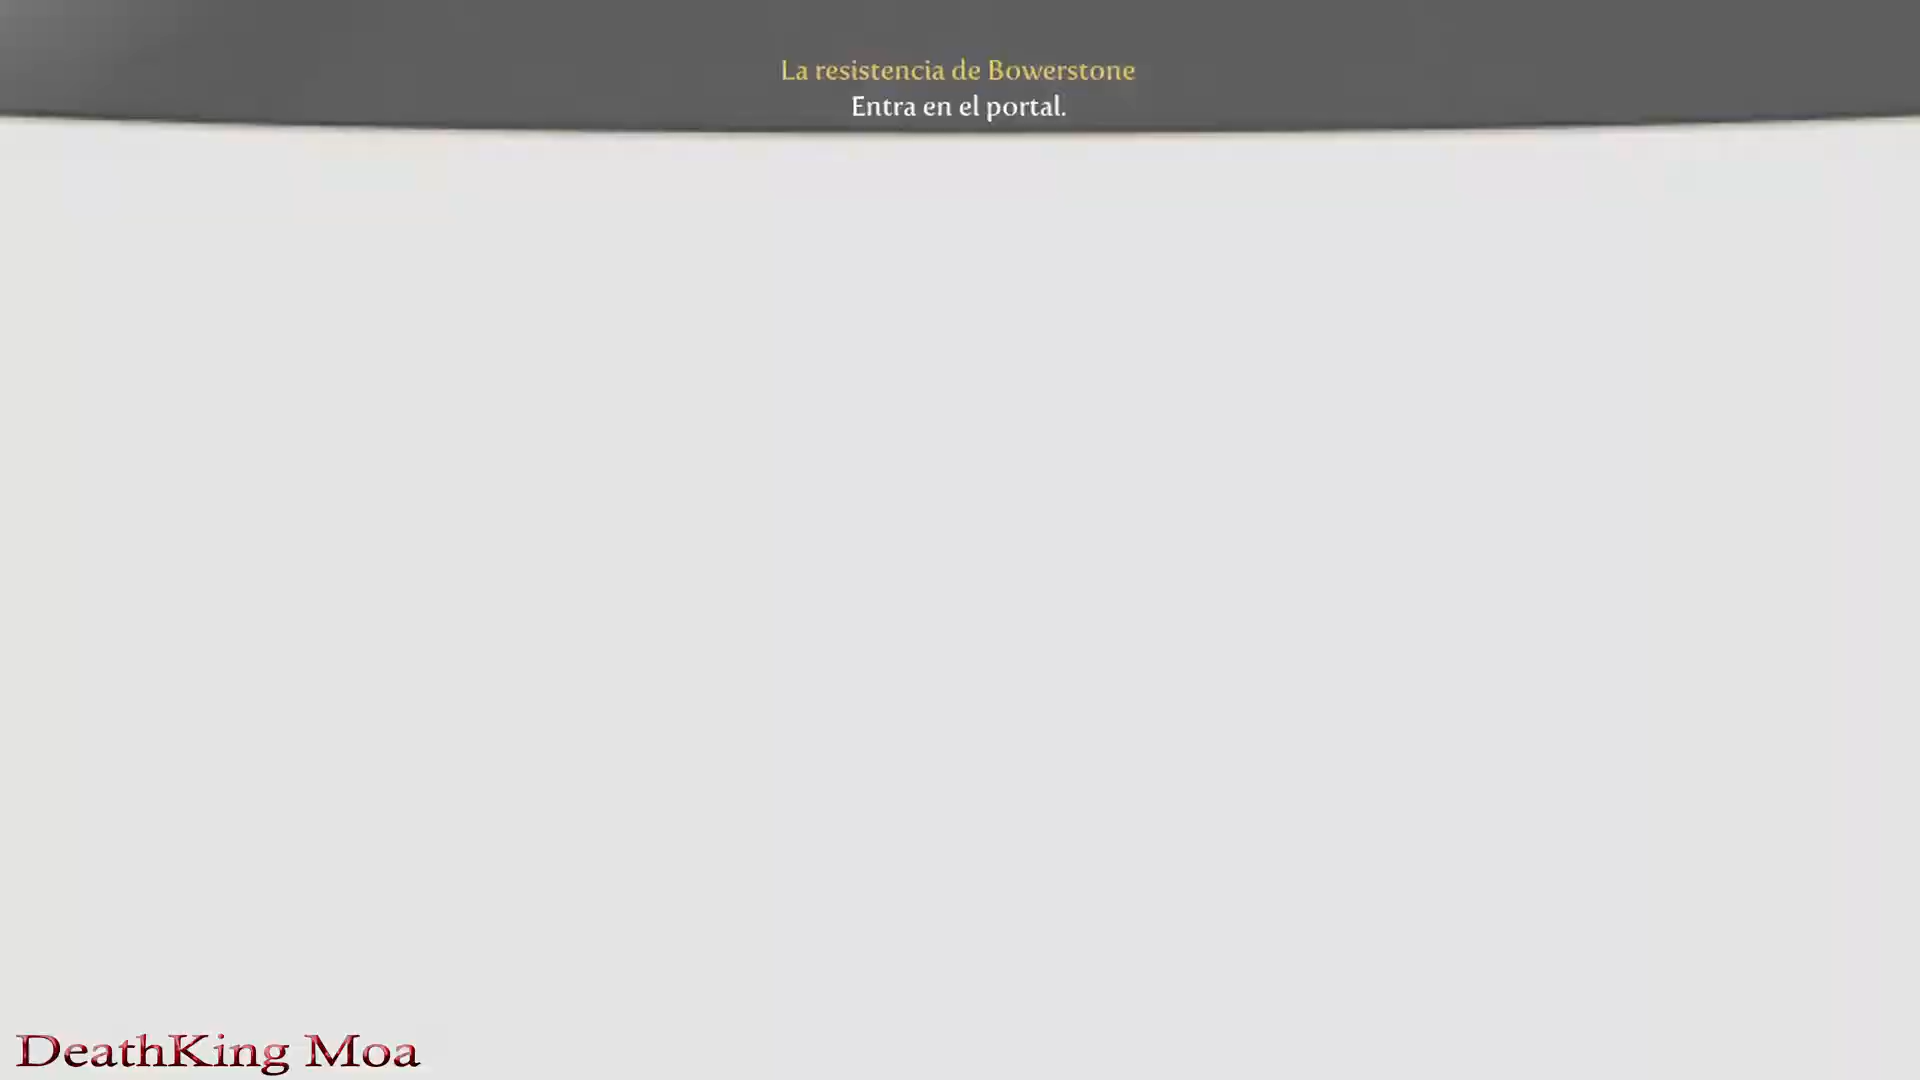 La resistencia de Bowerstone
Entra en el portal.
DeathKing Moa